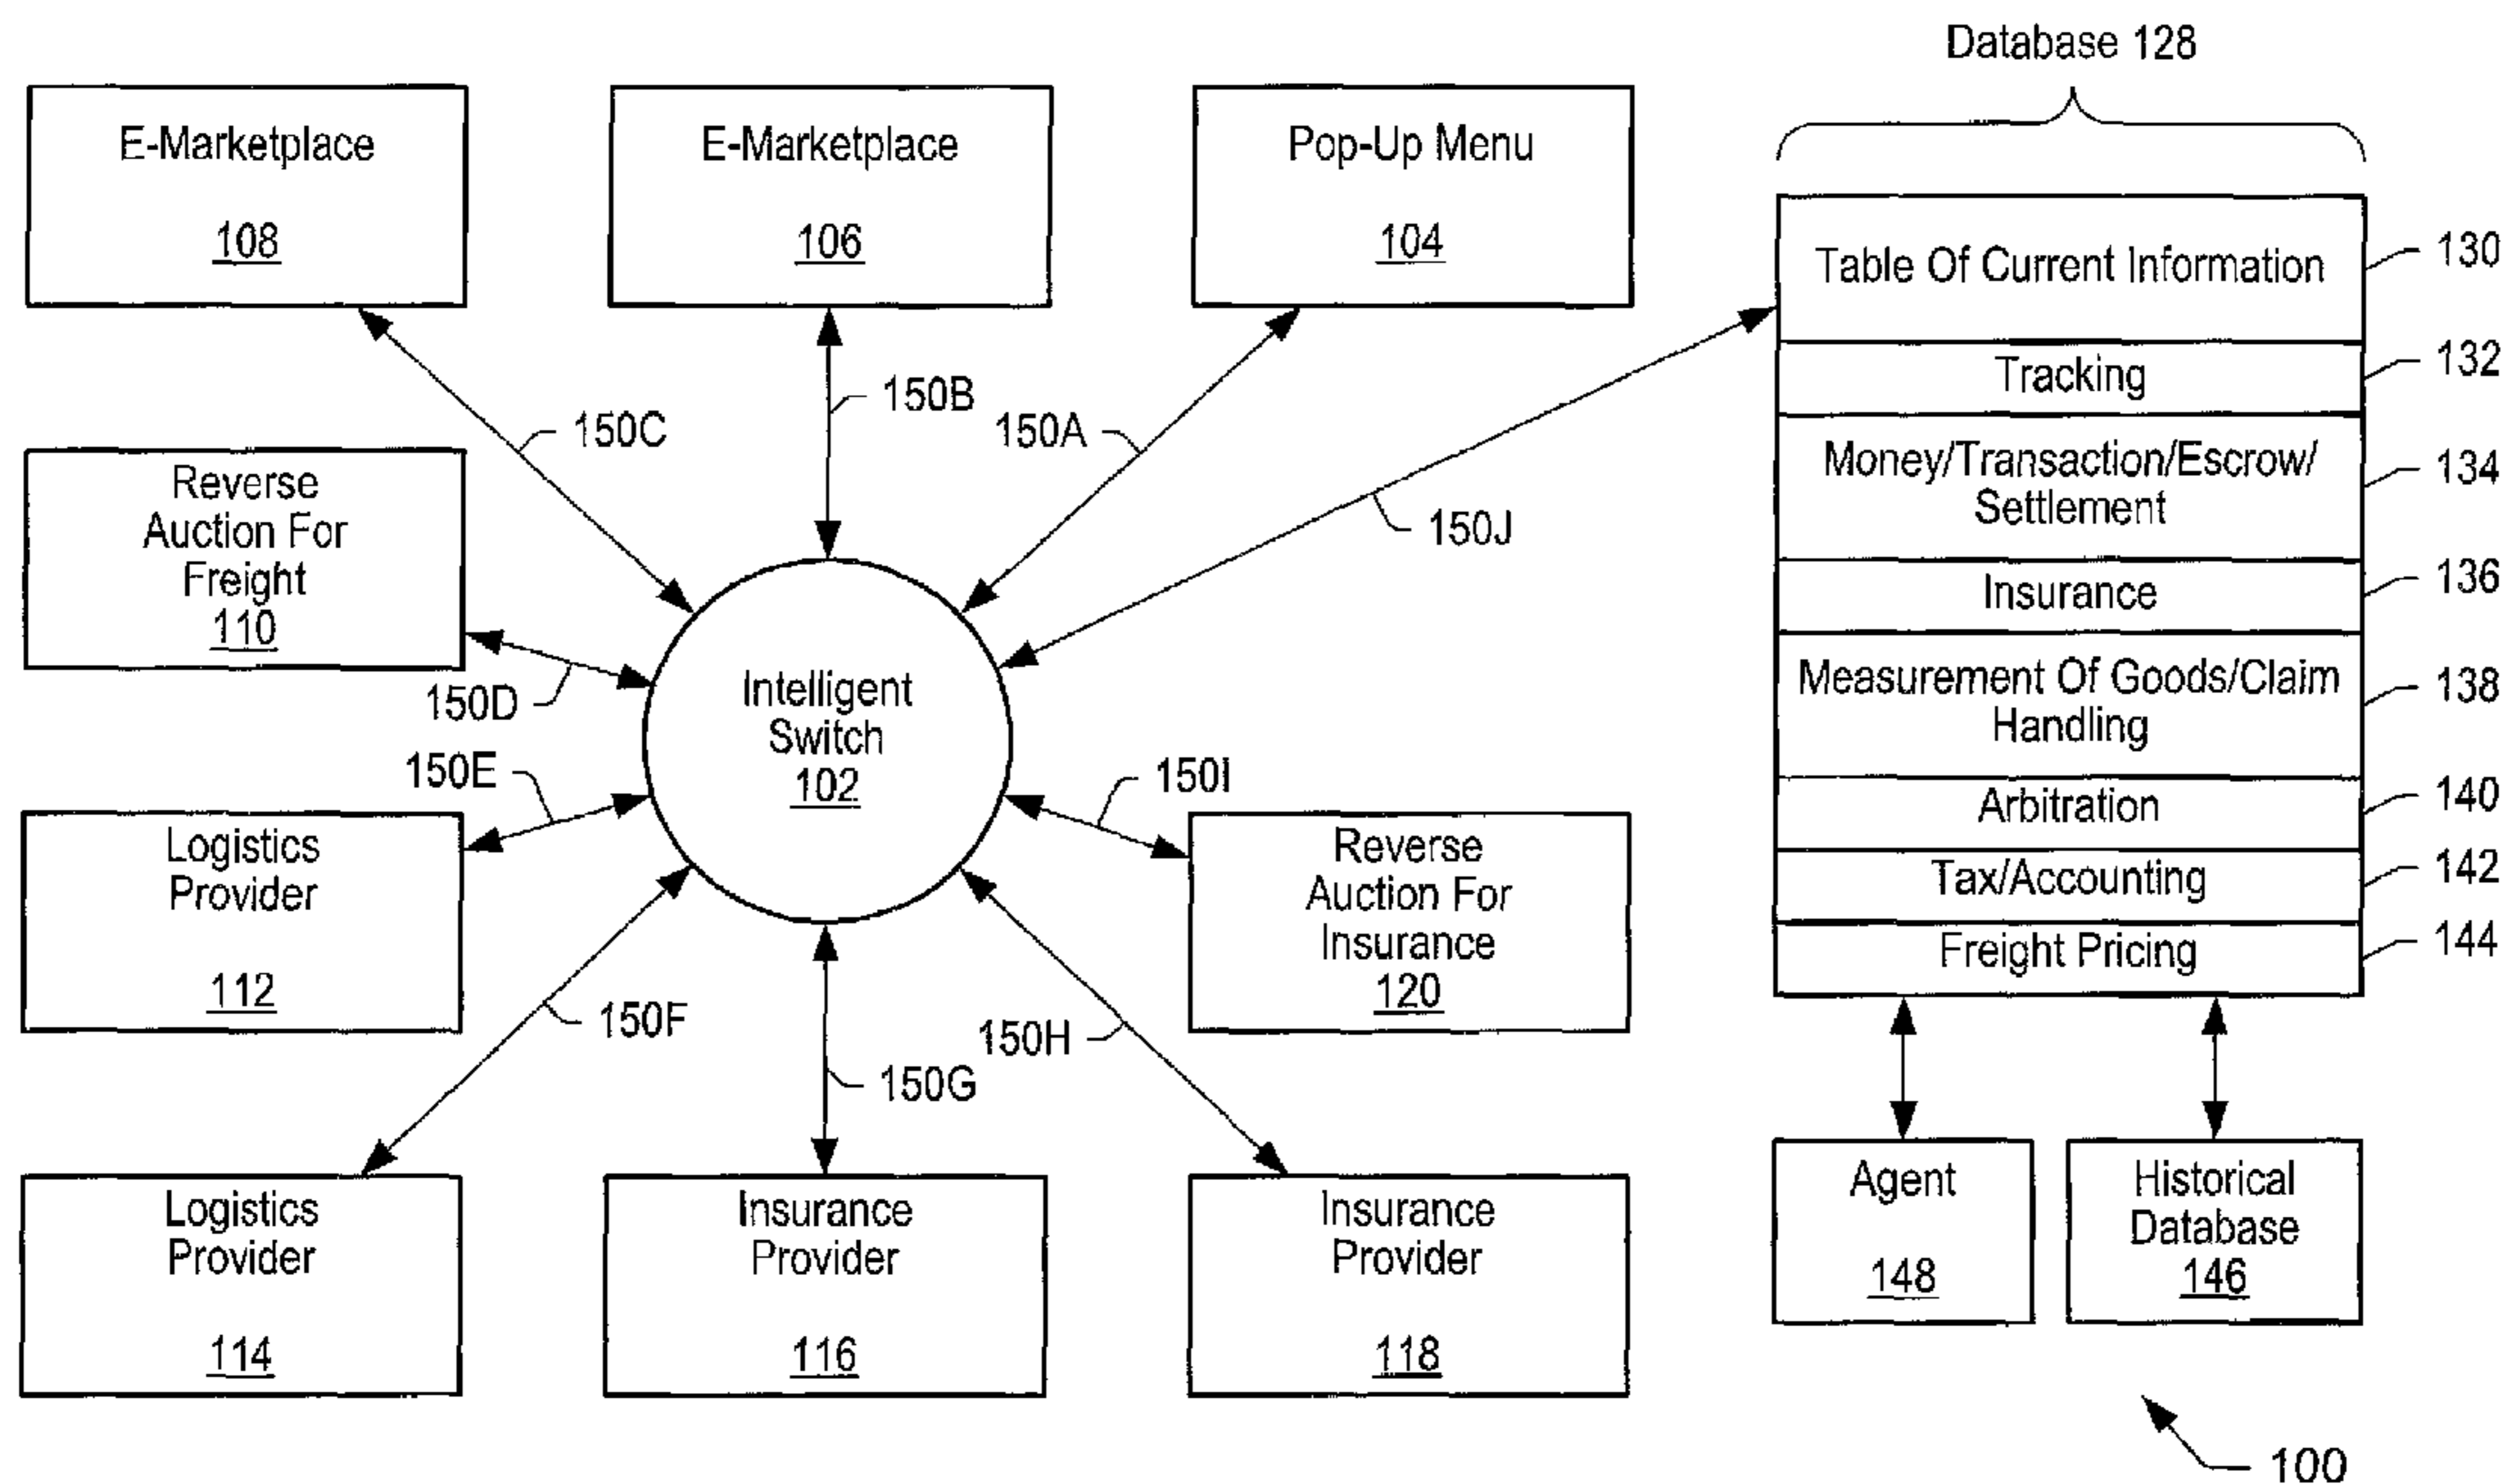 Database 128
E-Marketplace
108
E-Marketplace
106
Pop-Up Menu
104
Table Of Current Information
130
Tracking
132
Money/Transaction/Escrow/
Settlement
134
Insurance
136
Measurement Of Goods/Claim
Handling
138
Arbitration
140
Tax/Accounting
142
Freight Pricing
144
150C
150B
150A
150J
Reverse
Auction For
Freight
110
150D
Intelligent
Switch
102
150E
150I
Logistics
Provider
112
Reverse
Auction For
Insurance
120
150F
150G
150H
Logistics
Provider
114
Insurance
Provider
116
Insurance
Provider
118
Agent
148
Historical
Database
146
100